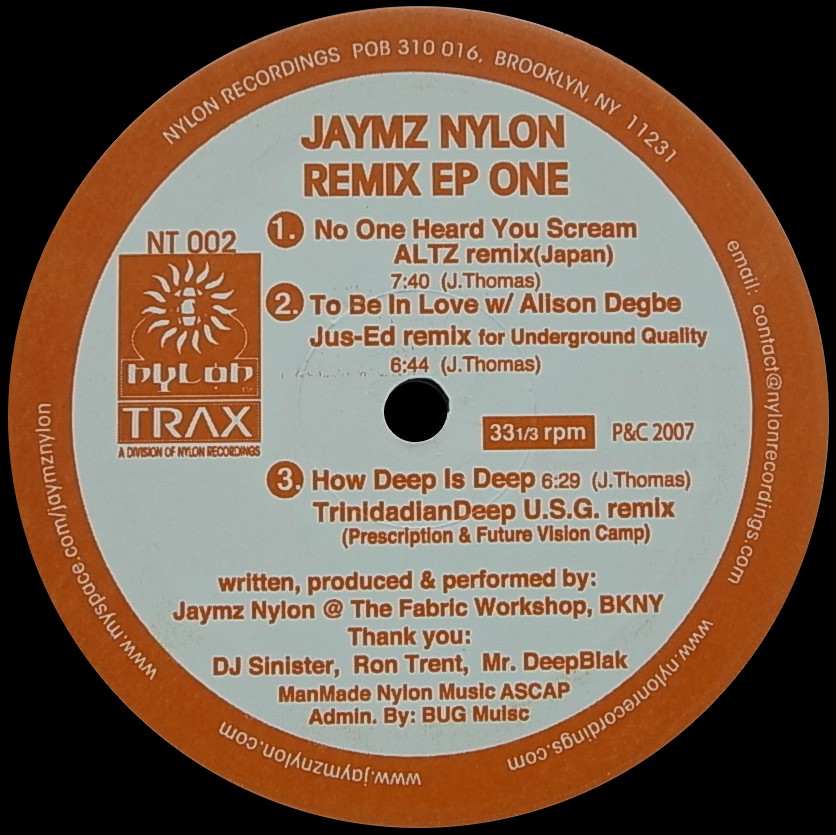 NYLON RECORDINGS POB 310 016, BROOKLYN, NY 11231
email: contact@nylonrecordings.com
www.nylonrecordings.com
www.jaymznylon.com
www.myspace.com/jaymznylon
JAYMZ NYLON
REMIX EP ONE
NT 002
nyLon
TRAX
A DIVISION OF NYLON RECORDINGS
1. No One Heard You Scream
ALTZ remix(Japan)
7:40 (J.Thomas)
2. To Be In Love w/ Alison Degbe
Jus-Ed remix for Underground Quality
6:44 (J.Thomas)
33 1/3 rpm P&C 2007
3. How Deep Is Deep 6:29 (J.Thomas)
TrinidadianDeep U.S.G. remix
(Prescription & Future Vision Camp)
written, produced & performed by:
Jaymz Nylon @ The Fabric Workshop, BKNY
Thank you:
DJ Sinister, Ron Trent, Mr. DeepBlak
ManMade Nylon Music ASCAP
Admin. By: BUG Muisc